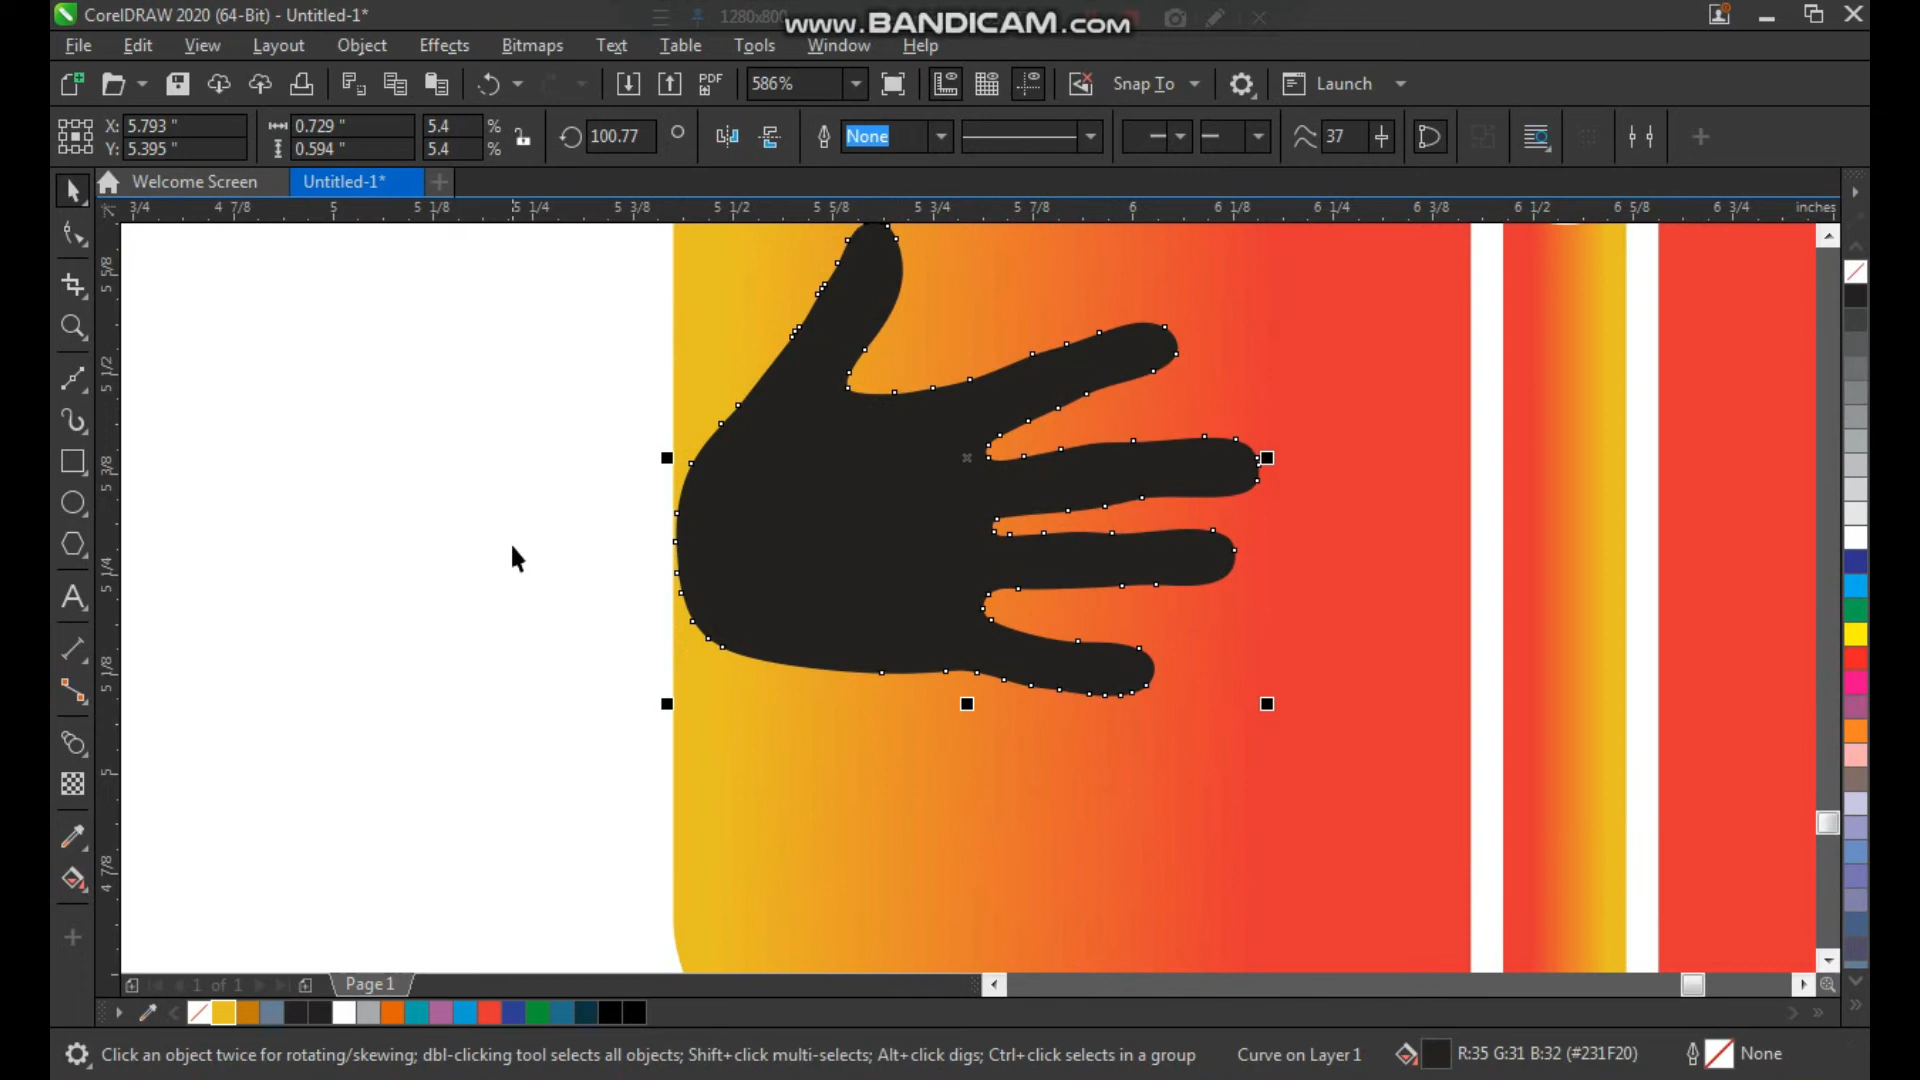 CorelDRAW 2020 (64-Bit) - Untitled-1*
1280x800
www.BANDICAM.com
File Edit View Layout Object Effects Bitmaps Text Table Tools Window Help
PDF 586% Snap To Launch
X: 5.793 " 0.729 " 5.4 % 100.77 None 37
Y: 5.395 " 0.594 " 5.4 %
Welcome Screen Untitled-1*
3/4 4 7/8 5 5 1/8 5 1/4 5 3/8 5 1/2 5 5/8 5 3/4 5 7/8 6 6 1/8 6 1/4 6 3/8 6 1/2 6 5/8 6 3/4 inches
5 5/8
5 1/2
5 3/8
5 1/4
5 1/8
5
4 7/8
1 of 1 Page 1
Click an object twice for rotating/skewing; dbl-clicking tool selects all objects; Shift+click multi-selects; Alt+click digs; Ctrl+click selects in a group Curve on Layer 1 R:35 G:31 B:32 (#231F20) None